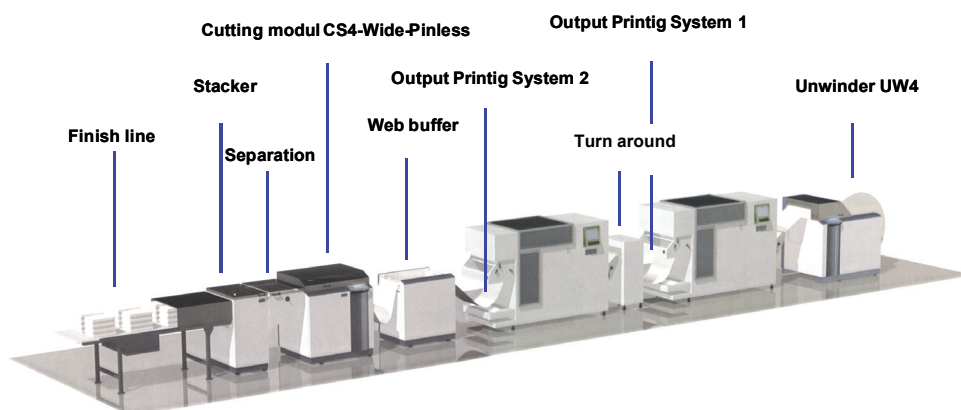 Output Printig System 1
Cutting modul CS4-Wide-Pinless
Output Printig System 2
Stacker
Unwinder UW4
Web buffer
Finish line
Turn around
Separation